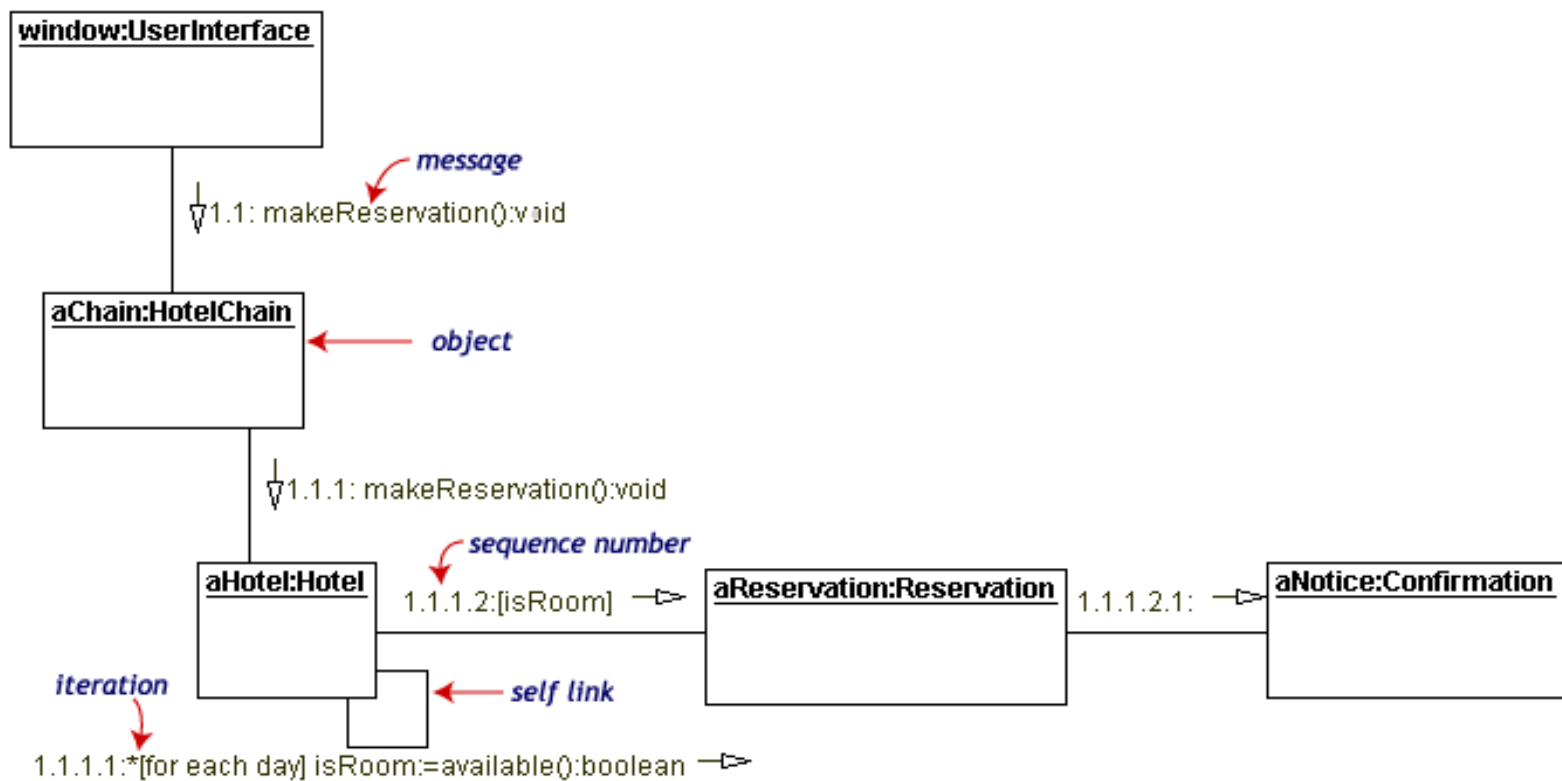 window:UserInterface
message
1.1: makeReservation():void
aChain:HotelChain
object
1.1.1: makeReservation():void
sequence number
aHotel:Hotel
1.1.1.2:[isRoom]
aReservation:Reservation
1.1.1.2.1:
aNotice:Confirmation
iteration
self link
1.1.1.1:*[for each day] isRoom:=available():boolean